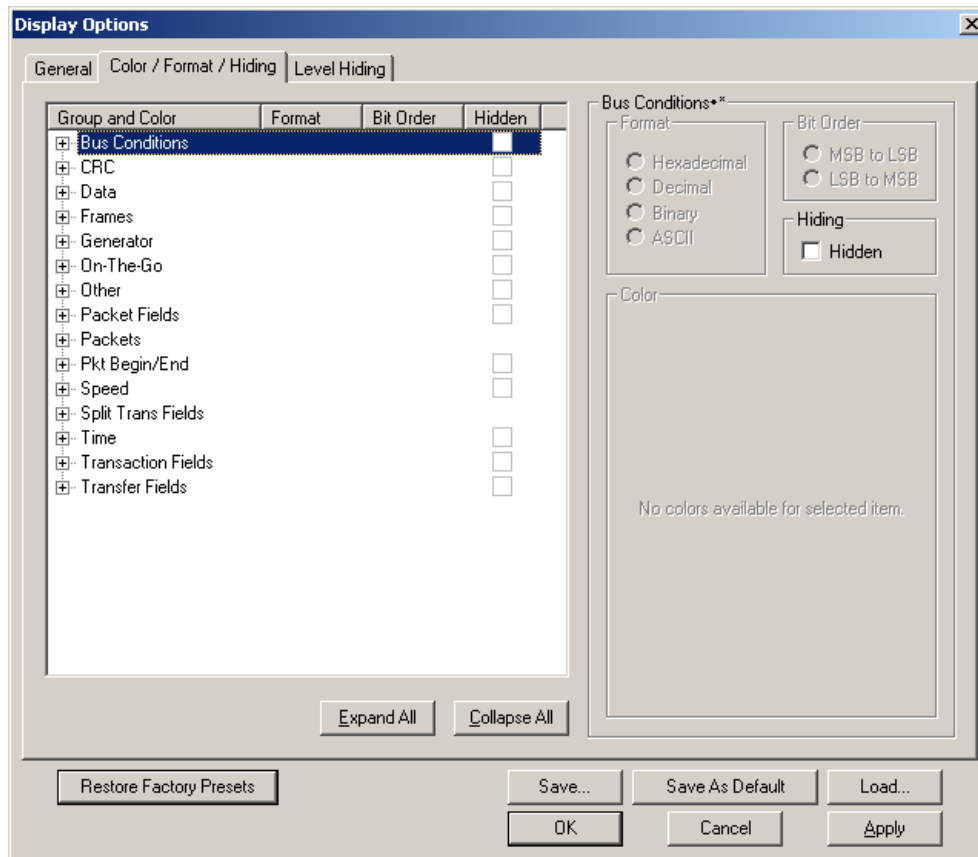 Display Options
General
Color / Format / Hiding
Level Hiding
Group and Color Format Bit Order Hidden
Bus Conditions
CRC
Data
Frames
Generator
On-The-Go
Other
Packet Fields
Packets
Pkt Begin/End
Speed
Split Trans Fields
Time
Transaction Fields
Transfer Fields
Expand All
Collapse All
Bus Conditions•"
Format
Hexadecimal
Decimal
Binary
ASCII
Bit Order
MSB to LSB
LSB to MSB
Hiding
Hidden
Color
No colors available for selected item.
Restore Factory Presets
Save...
Save As Default
Load...
OK
Cancel
Apply